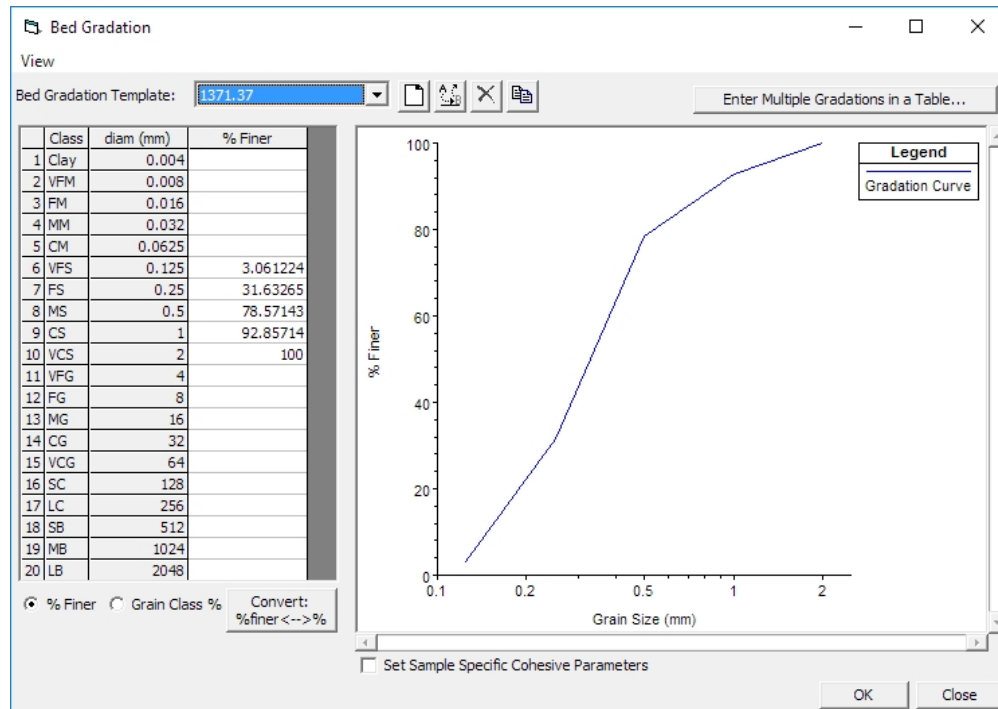 Bed Gradation
View
Bed Gradation Template: 1371.37
Enter Multiple Gradations in a Table...
Class diam (mm) % Finer
1 Clay 0.004
2 VFM 0.008
3 FM 0.016
4 MM 0.032
5 CM 0.0625
6 VFS 0.125 3.061224
7 FS 0.25 31.63265
8 MS 0.5 78.57143
9 CS 1 92.85714
10 VCS 2 100
11 VFG 4
12 FG 8
13 MG 16
14 CG 32
15 VCG 64
16 SC 128
17 LC 256
18 SB 512
19 MB 1024
20 LB 2048
% Finer Grain Class %
Convert:
%finer<-->%
100
80
60
40
20
0
% Finer
0.1 0.2 0.5 1 2
Grain Size (mm)
Legend
Gradation Curve
Set Sample Specific Cohesive Parameters
OK Close